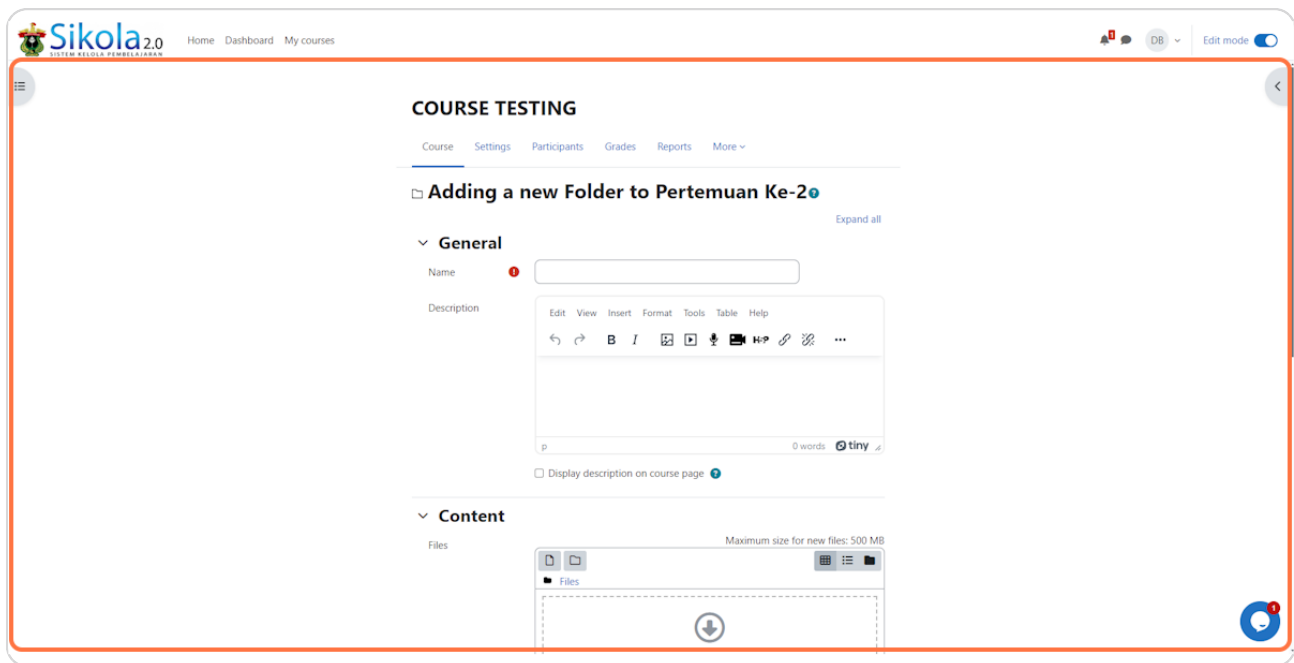 Sikola 2.0
SISTEM KELOLA PEMBELAJARAN
Home Dashboard My courses
1
DB
Edit mode
COURSE TESTING
Course Settings Participants Grades Reports More
Adding a new Folder to Pertemuan Ke-2
Expand all
General
Name
Description
Edit View Insert Format Tools Table Help
B I H-P
p
0 words tiny
Display description on course page
Content
Maximum size for new files: 500 MB
Files
Files
1